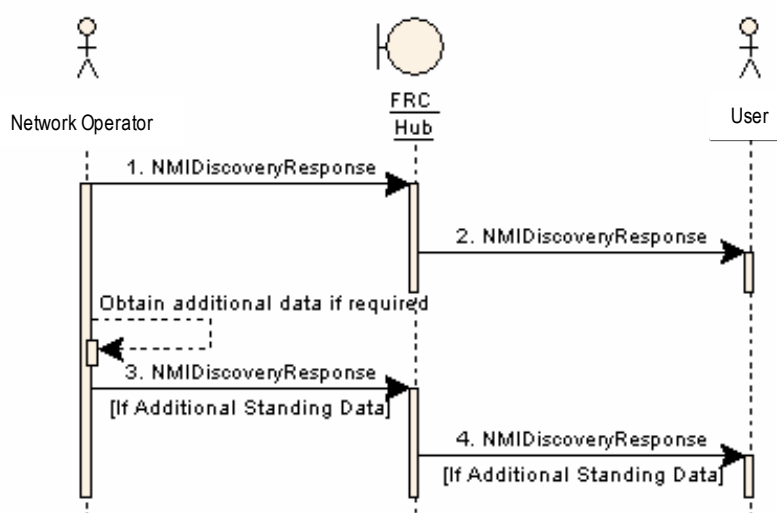 Network Operator
FRC
Hub
User
1. NMIDiscoveryResponse
2. NMIDiscoveryResponse
Obtain additional data if required
3. NMIDiscoveryResponse
[If Additional Standing Data]
4. NMIDiscoveryResponse
[If Additional Standing Data]